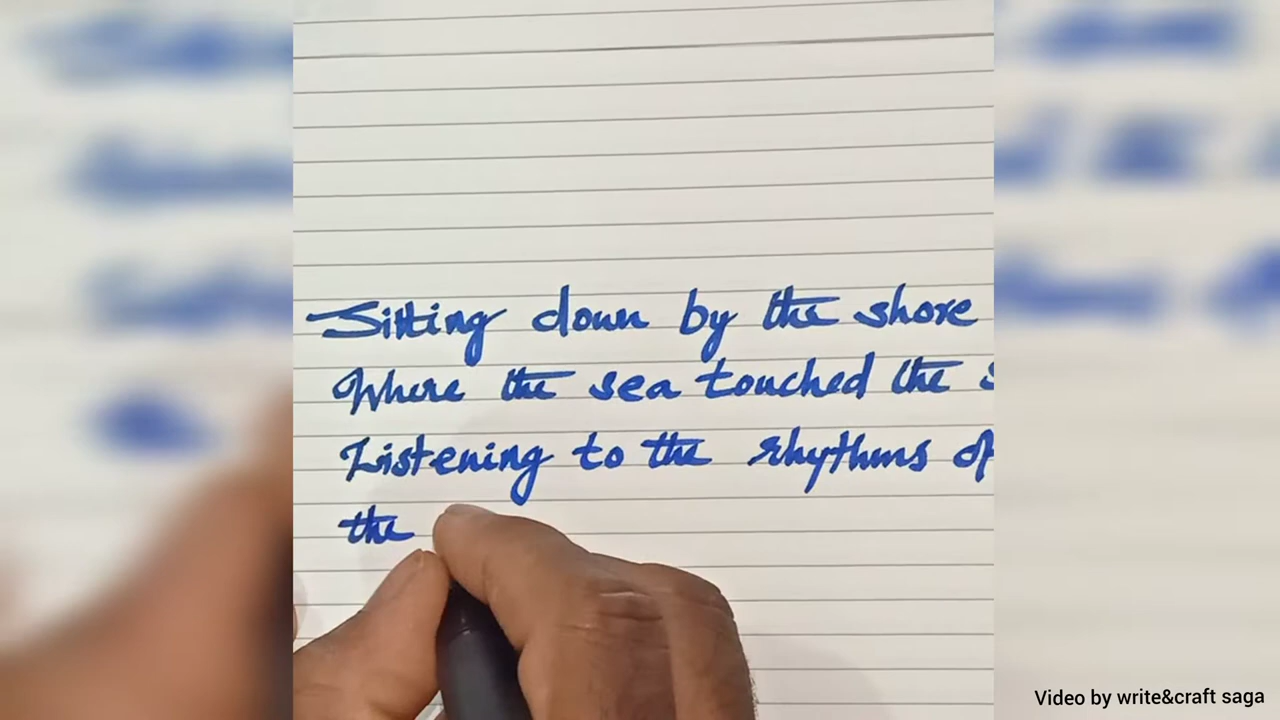 Sitting down by the shore
Where the sea touched the
Listening to the rhythms of
the
Video by write&craft saga